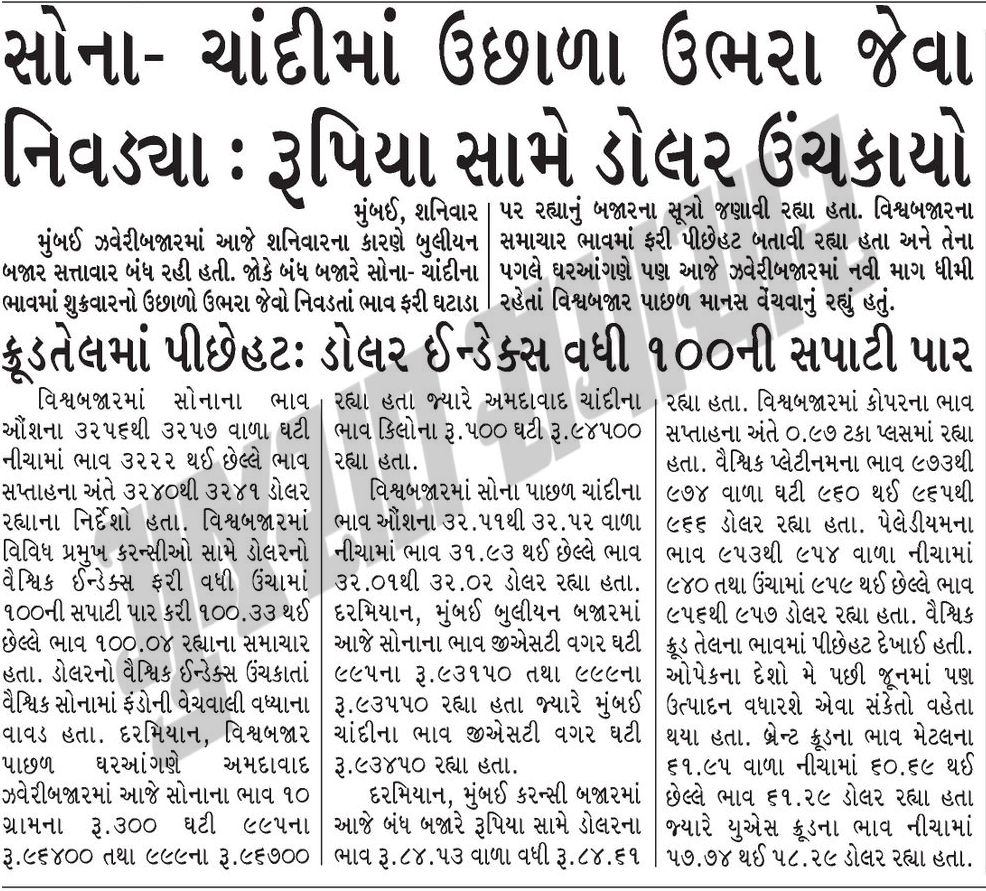 સોના- ચાંદીમાં ઉછાળા ઉભરા જેવા
નિવડ્યા : રૂપિયા સામે ડોલર ઉંચકાયો
મુંબઈ, શનિવાર
મુંબઈ ઝવેરીબજારમાં આજે શનિવારના કારણે બુલીયન
બજાર સત્તાવાર બંધ રહી હતી. જોકે બંધ બજારે સોના- ચાંદીના
ભાવમાં શુક્રવારનો ઉછાળો ઉભરા જેવો નિવડતાં ભાવ ફરી ઘટાડા
પર રહ્યાનું બજારના સૂત્રો જણાવી રહ્યા હતા. વિશ્વબજારના
સમાચાર ભાવમાં ફરી પીછેહટ બતાવી રહ્યા હતા અને તેના
પગલે ઘરઆંગણે પણ આજે ઝવેરીબજારમાં નવી માગ ધીમી
રહેતાં વિશ્વબજાર પાછળ માનસ વેંચવાનું રહ્યું હતું.
ક્રૂડતેલમાં પીછેહટઃ ડોલર ઈન્ડેક્સ વધી ૧૦૦ની સપાટી પાર
વિશ્વબજારમાં સોનાના ભાવ
ઔંશના ૩૨૫૬થી ૩૨૫૭ વાળા ઘટી
નીચામાં ભાવ ૩૨૨૨ થઈ છેલ્લે ભાવ
સપ્તાહના અંતે ૩૨૪૦થી ૩૨૪૧ ડોલર
રહ્યાના નિર્દેશો હતા. વિશ્વબજારમાં
વિવિધ પ્રમુખ કરન્સીઓ સામે ડોલરનો
વૈશ્વિક ઈન્ડેક્સ ફરી વધી ઉંચામાં
૧૦૦ની સપાટી પાર કરી ૧૦૦.૩૩ થઈ
છેલ્લે ભાવ ૧૦૦.૦૪ રહ્યાના સમાચાર
હતા. ડોલરનો વૈશ્વિક ઈન્ડેક્સ ઉંચકાતાં
વૈશ્વિક સોનામાં ફંડોની વેચવાલી વધ્યાના
વાવડ હતા. દરમિયાન, વિશ્વબજાર
પાછળ ઘરઆંગણે અમદાવાદ
ઝવેરીબજારમાં આજે સોનાના ભાવ ૧૦
ગ્રામના રૂ.૩૦૦ ઘટી ૯૯૫ના
રૂ.૯૬૪૦૦ તથા ૯૯૯ના રૂ.૯૬૭૦૦
રહ્યા હતા જ્યારે અમદાવાદ ચાંદીના
ભાવ કિલોના રૂ.૫૦૦ ઘટી રૂ.૯૪૫૦૦
રહ્યા હતા.
વિશ્વબજારમાં સોના પાછળ ચાંદીના
ભાવ ઔંશના ૩૨.૫૧થી ૩૨.૫૨ વાળા
નીચામાં ભાવ ૩૧.૯૩ થઈ છેલ્લે ભાવ
૩૨.૦૧થી ૩૨.૦૨ ડોલર રહ્યા હતા.
દરમિયાન, મુંબઈ બુલીયન બજારમાં
આજે સોનાના ભાવ જીએસટી વગર ઘટી
૯૯૫ના રૂ.૯૩૧૫૦ તથા ૯૯૯ના
રૂ.૯૩૫૫૦ રહ્યા હતા જ્યારે મુંબઈ
ચાંદીના ભાવ જીએસટી વગર ઘટી
રૂ.૯૩૪૫૦ રહ્યા હતા.
દરમિયાન, મુંબઈ કરન્સી બજારમાં
આજે બંધ બજારે રૂપિયા સામે ડોલરના
ભાવ રૂ.૮૪.૫૩ વાળા વધી રૂ.૮૪.૬૧
રહ્યા હતા. વિશ્વબજારમાં કોપરના ભાવ
સપ્તાહના અંતે ૦.૯૭ ટકા પ્લસમાં રહ્યા
હતા. વૈશ્વિક પ્લેટીનમના ભાવ ૯૭૩થી
૯૭૪ વાળા ઘટી ૯૬૦ થઈ ૯૬૫થી
૯૬૬ ડોલર રહ્યા હતા. પેલેડીયમના
ભાવ ૯૫૩થી ૯૫૪ વાળા નીચામાં
૯૪૦ તથા ઉંચામાં ૯૫૯ થઈ છેલ્લે ભાવ
૯૫૬થી ૯૫૭ ડોલર રહ્યા હતા. વૈશ્વિક
ક્રૂડ તેલના ભાવમાં પીછેહટ દેખાઈ હતી.
ઓપેકના દેશો મે પછી જૂનમાં પણ
ઉત્પાદન વધારશે એવા સંકેતો વહેતા
થયા હતા. બ્રેન્ટ ક્રૂડના ભાવ મેટલના
૬૧.૯૫ વાળા નીચામાં ૬૦.૬૯ થઈ
છેલ્લે ભાવ ૬૧.૨૯ ડોલર રહ્યા હતા
જ્યારે યુએસ ક્રૂડના ભાવ નીચામાં
૫૭.૭૪ થઈ ૫૮.૨૯ ડોલર રહ્યા હતા.
ગુજરાત સમાચાર